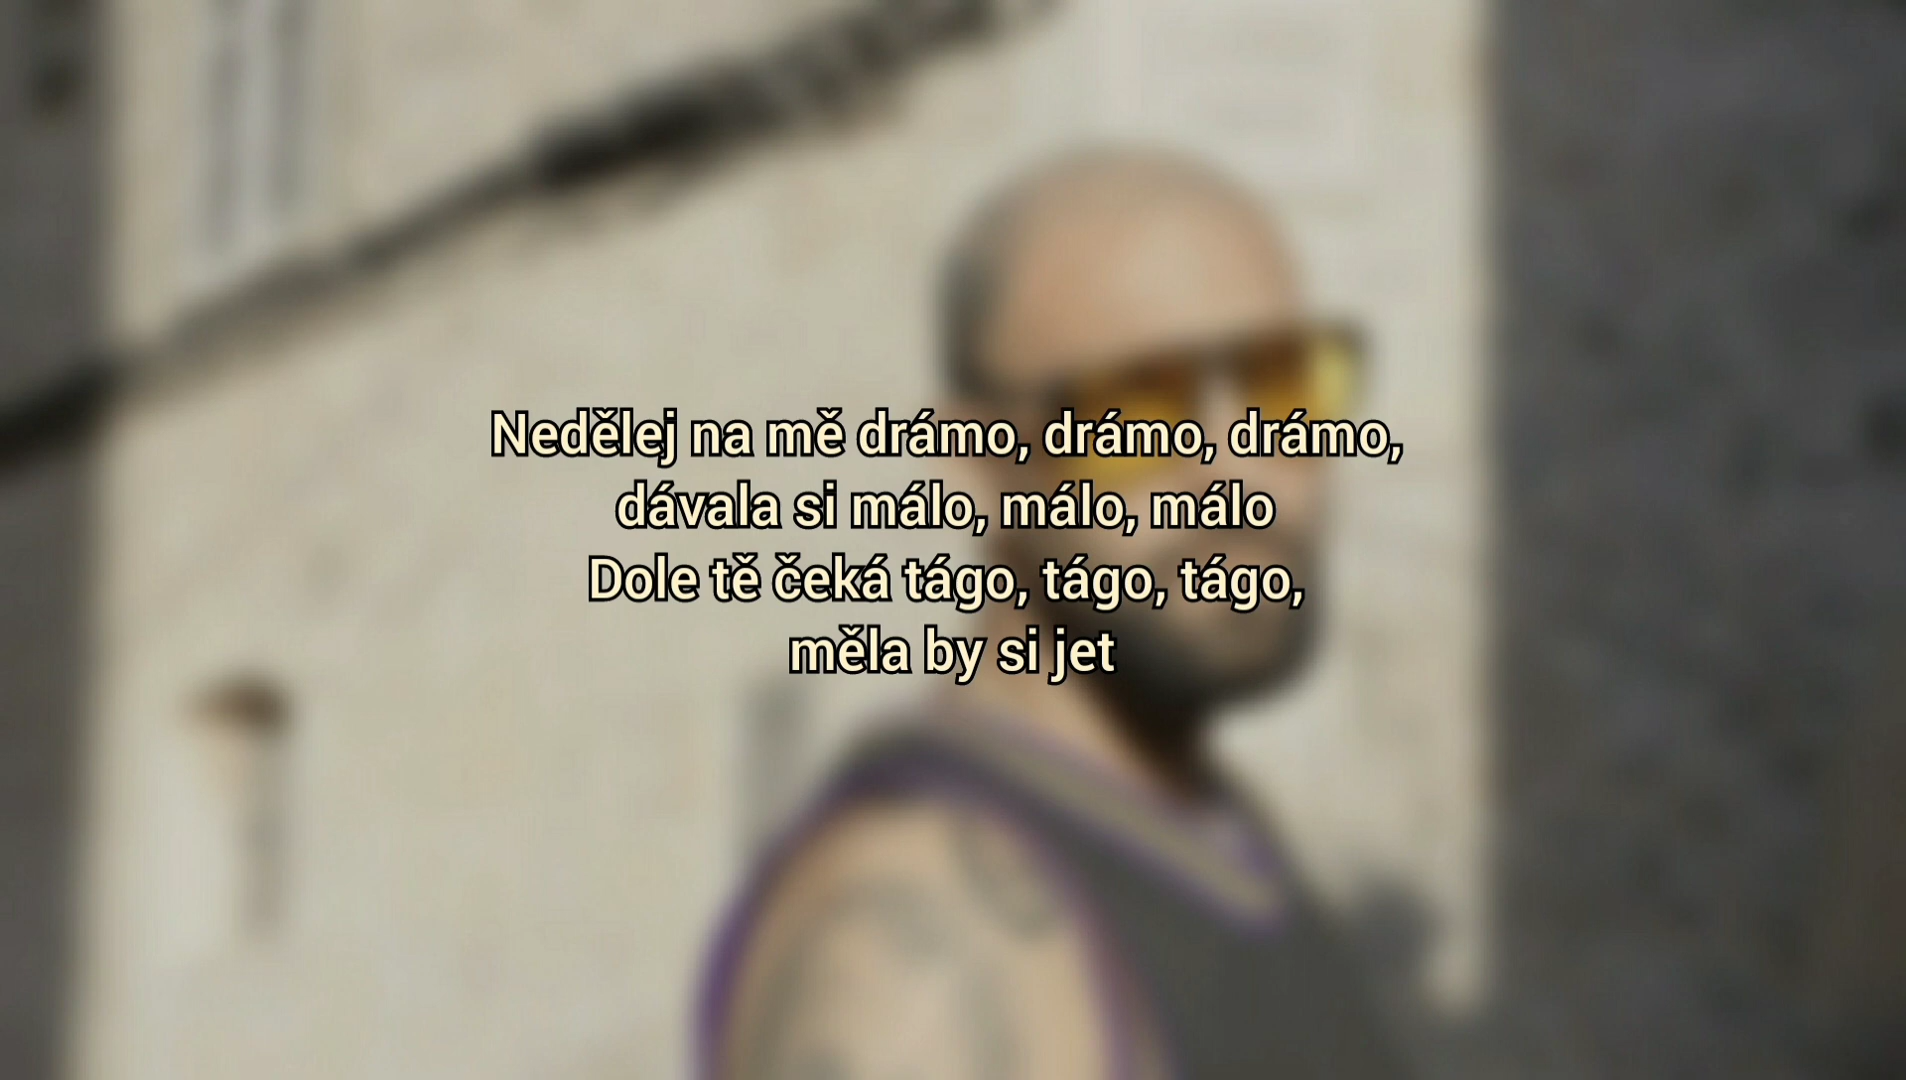 Nedělej na mě drámo, drámo, drámo,
dávala si málo, málo, málo
Dole tě čeká tágo, tágo, tágo,
měla by si jet